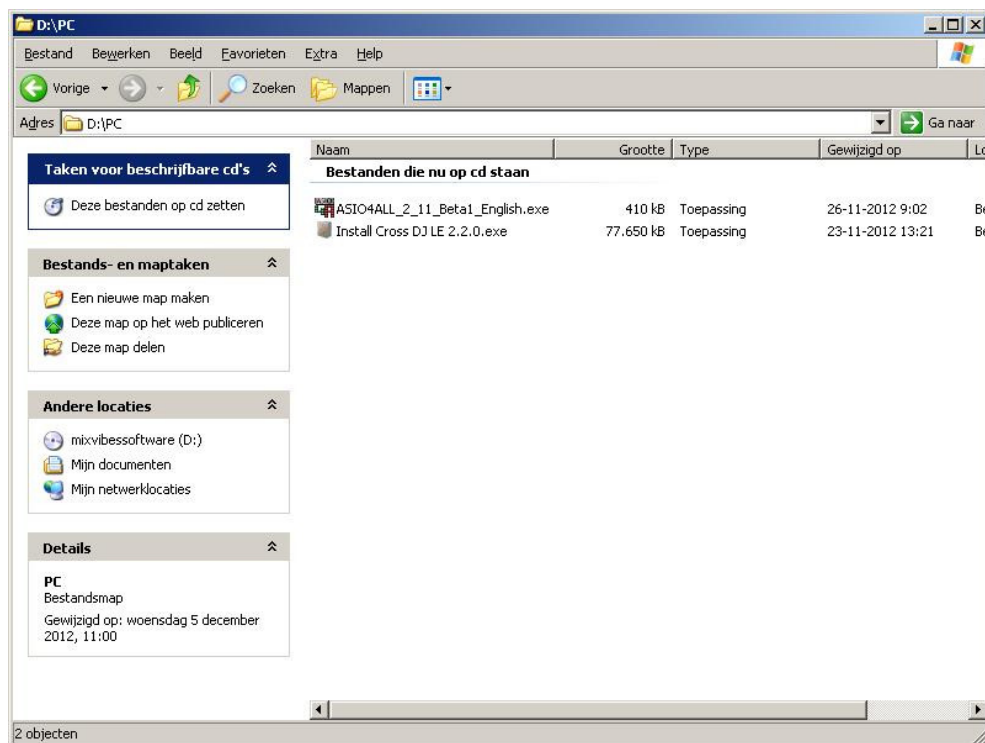 D:\PC
Bestand Bewerken Beeld Favorieten Extra Help
Vorige Zoeken Mappen
Adres D:\PC Ga naar
Naam Grootte Type Gewijzigd op
Bestanden die nu op cd staan
ASIO4ALL_2_11_Beta1_English.exe 410 kB Toepassing 26-11-2012 9:02
Install Cross DJ LE 2.2.0.exe 77.650 kB Toepassing 23-11-2012 13:21
Taken voor beschrijfbare cd's
Deze bestanden op cd zetten
Bestands- en maptaken
Een nieuwe map maken
Deze map op het web publiceren
Deze map delen
Andere locaties
mixvibessoftware (D:)
Mijn documenten
Mijn netwerklocaties
Details
PC
Bestandsmap
Gewijzigd op: woensdag 5 december
2012, 11:00
2 objecten